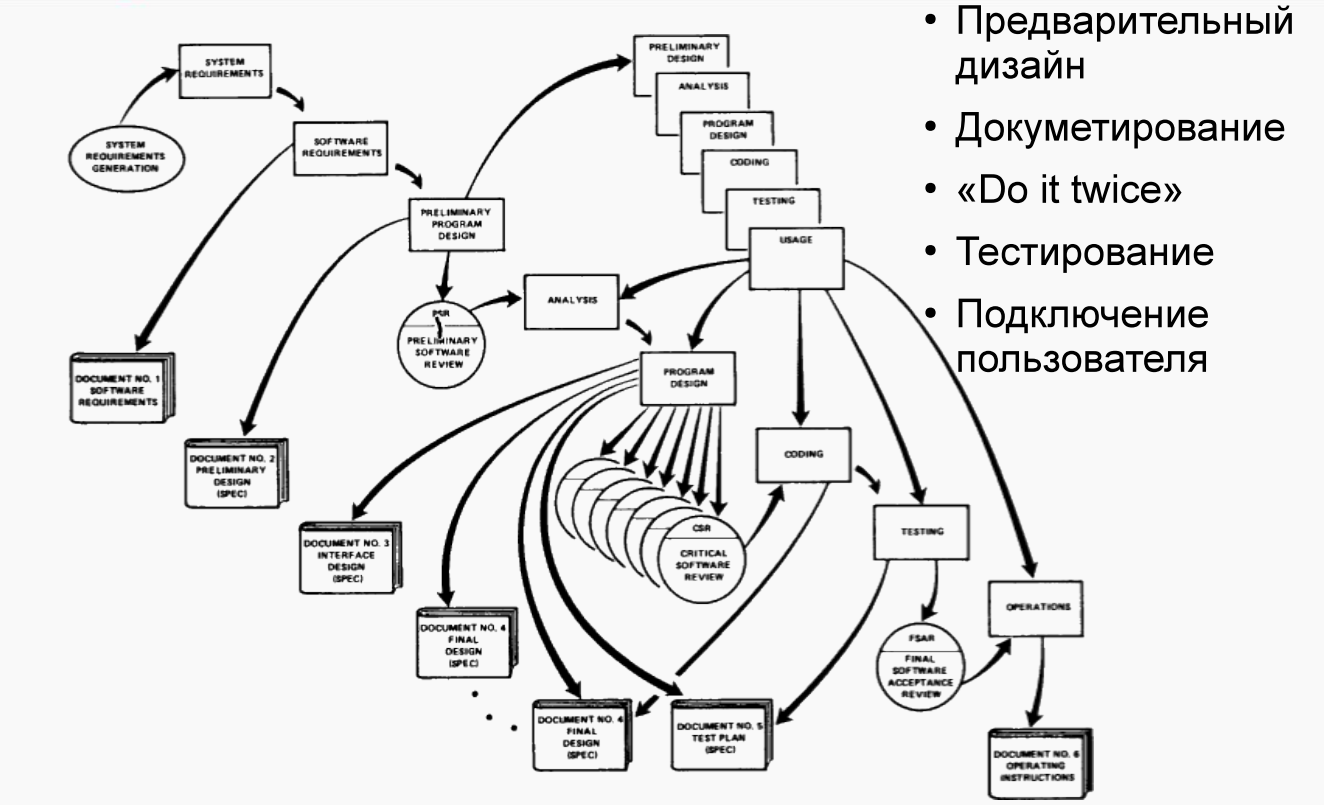 SYSTEM
REQUIREMENTS
SYSTEM
REQUIREMENTS
GENERATION
SOFTWARE
REQUIREMENTS
PRELIMINARY
PROGRAM
DESIGN
PSR
PRELIMINARY
SOFTWARE
REVIEW
PRELIMINARY
DESIGN
ANALYSIS
PROGRAM
DESIGN
CODING
TESTING
USAGE
ANALYSIS
PROGRAM
DESIGN
CSR
CRITICAL
SOFTWARE
REVIEW
CODING
TESTING
FSAR
FINAL
SOFTWARE
ACCEPTANCE
REVIEW
OPERATIONS
DOCUMENT NO. 1
SOFTWARE
REQUIREMENTS
DOCUMENT NO. 2
PRELIMINARY
DESIGN
(SPEC)
DOCUMENT NO. 3
INTERFACE
DESIGN
(SPEC)
DOCUMENT NO. 4
FINAL
DESIGN
(SPEC)
DOCUMENT NO. 4
FINAL
DESIGN
(SPEC)
DOCUMENT NO. 5
TEST PLAN
(SPEC)
DOCUMENT NO. 6
OPERATING
INSTRUCTIONS
• Предварительный
дизайн
• Докуметирование
• «Do it twice»
• Тестирование
• Подключение
пользователя